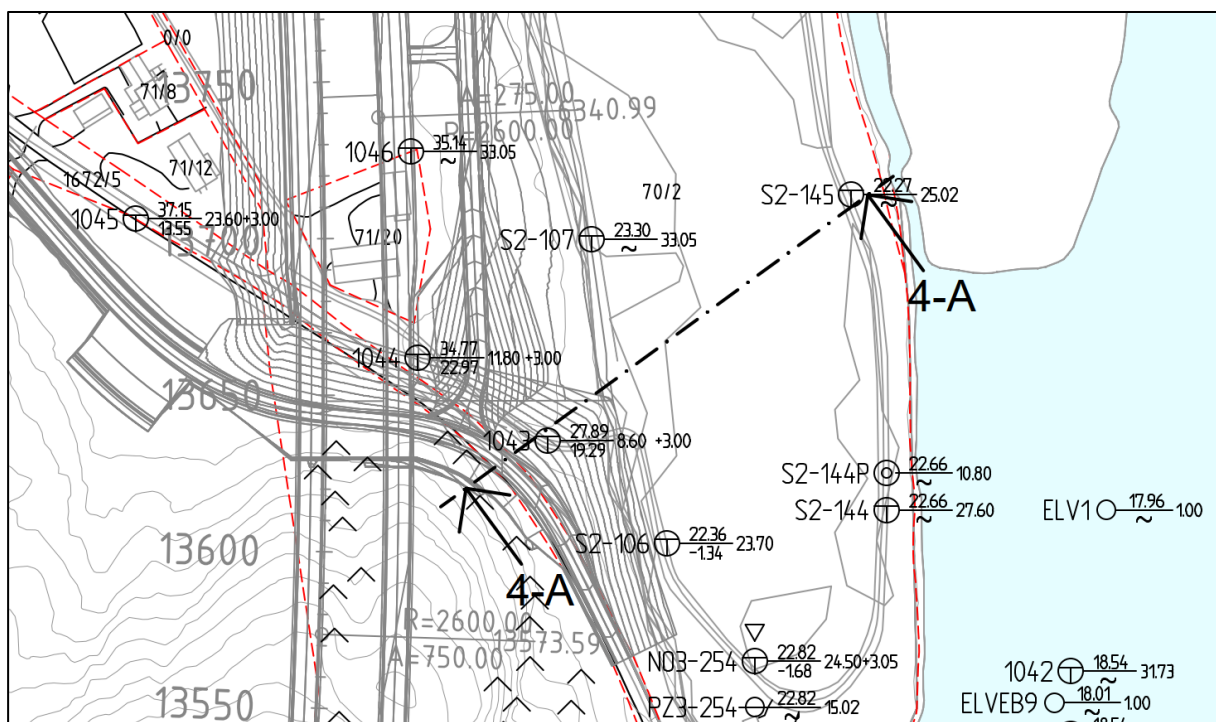 0/0
13750
71/8
A=275.00
340.99
R=2600.00
1046 35.14 33.05
~
71/12
1672/5
70/2
S2-145 22.27 25.02
~
1045 37.15 23.60+3.00
13.55
13700
71/20
S2-107 23.30 33.05
~
4-A
1044 34.77 11.80 +3.00
22.97
13650
1043 27.89 8.60 +3.00
19.29
S2-144P 22.66 10.80
~
S2-144 22.66 27.60
~
ELV1 17.96 1.00
~
13600
S2-106 22.36 23.70
-1.34
4-A
R=2600.00
13573.59
A=750.00
N03-254 22.82 24.50+3.05
-1.68
1042 18.54 31.73
~
13550
PZ3-254 22.82 15.02
~
ELVEB9 18.01 1.00
~